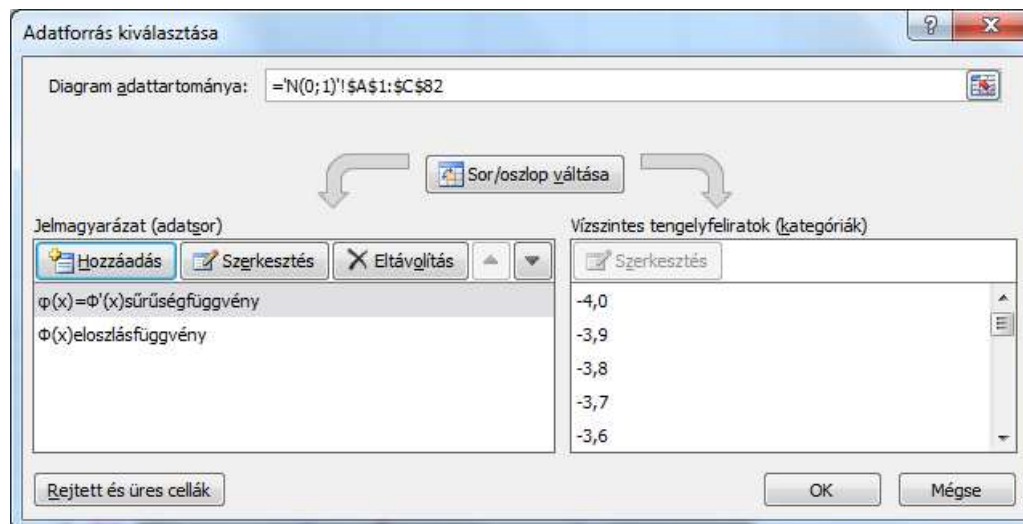 Adatforrás kiválasztása
Diagram adattartománya: ='N(0;1)'!$A$1:$C$82
Sor/oszlop váltása
Jelmagyarázat (adatsor)
Hozzáadás Szerkesztés Eltávolítás
φ(x)=Φ'(x)sűrűségfüggvény
Φ(x)eloszlásfüggvény
Vízszintes tengelyfeliratok (kategóriák)
Szerkesztés
-4,0
-3,9
-3,8
-3,7
-3,6
Rejtett és üres cellák
OK Mégse